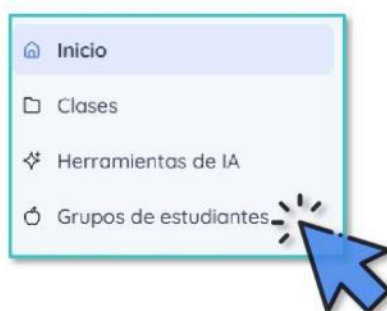 Inicio
Clases
Herramientas de IA
Grupos de estudiantes